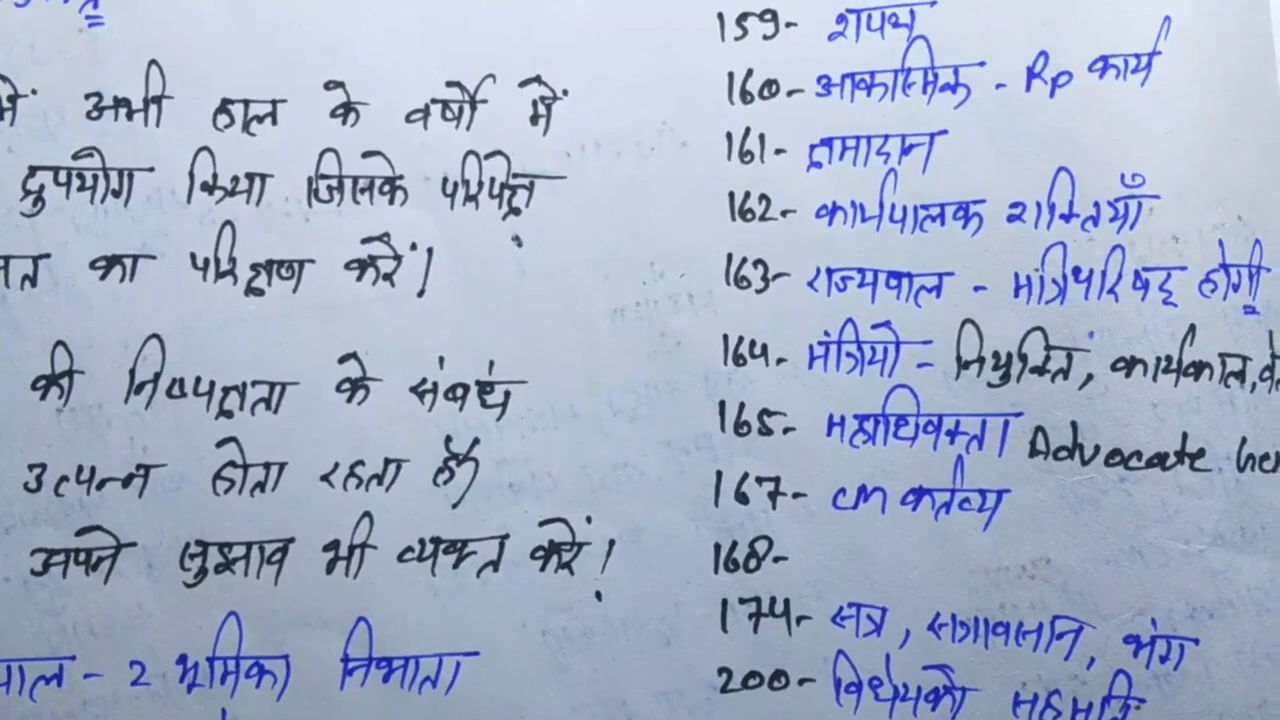 में अभी हाल के वर्षो में
दुपयोग किया जिसके परिपेक्ष
का परिक्षण करें।
की निष्पक्षता के संबंध
उत्पन्न होता रहता है
अपने सुझाव भी व्यक्त करें।
पाल - 2 भूमिका निभाता
159- शपथ
160- आकास्मिक - Rp कार्य
161- क्षमादान
162- कार्यपालक शक्तियाँ
163- राज्यपाल - मंत्रिपरिषद होगी
164- मंत्रियो - नियुक्ति, कार्यकाल,
165- महाधिवक्ता Advocate
167- cm कर्तव्य
168-
174- सत्र, सत्रावसान, भंग
200- विधेयको